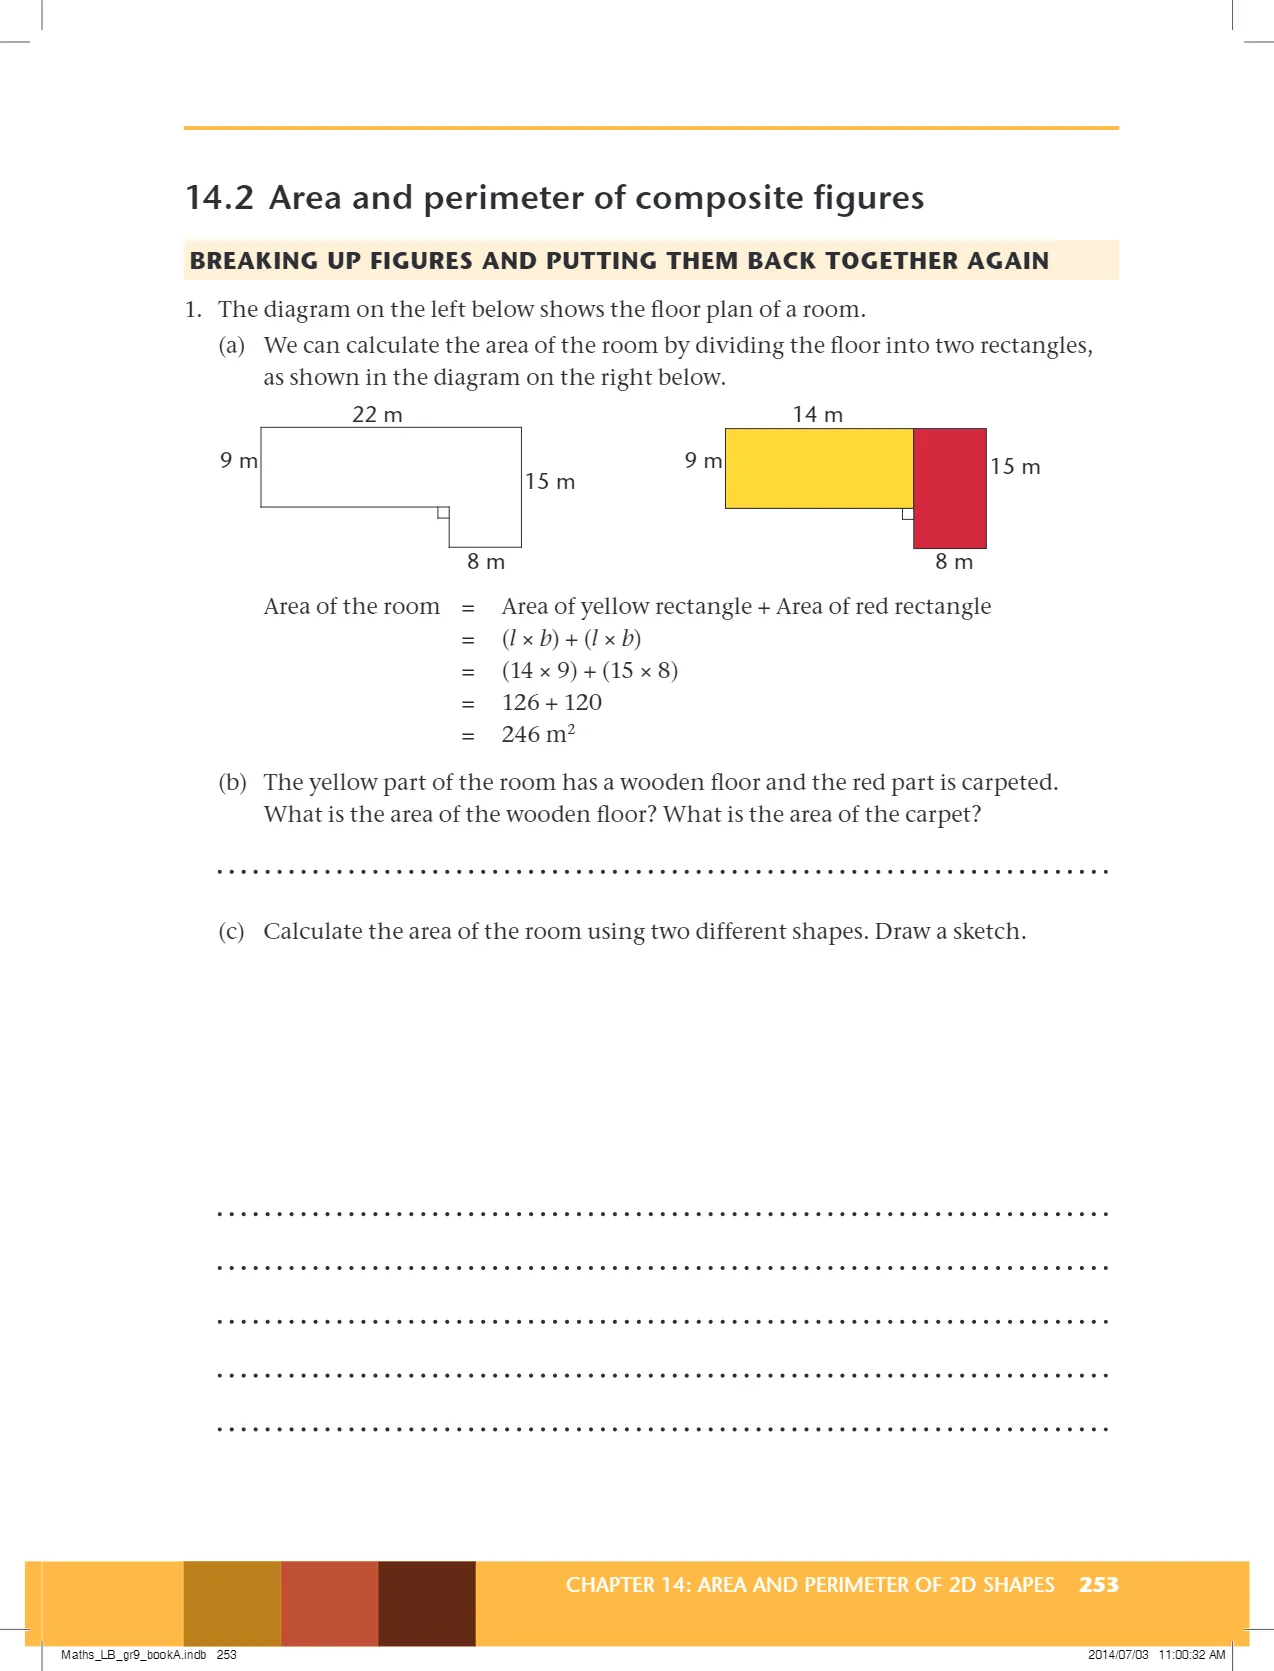 14.2 Area and perimeter of composite figures
BREAKING UP FIGURES AND PUTTING THEM BACK TOGETHER AGAIN
1. The diagram on the left below shows the floor plan of a room.
(a) We can calculate the area of the room by dividing the floor into two rectangles,
as shown in the diagram on the right below.
22 m
9 m
15 m
8 m
14 m
9 m
15 m
8 m
Area of the room = Area of yellow rectangle + Area of red rectangle
= (l × b) + (l × b)
= (14 × 9) + (15 × 8)
= 126 + 120
= 246 m²
(b) The yellow part of the room has a wooden floor and the red part is carpeted.
What is the area of the wooden floor? What is the area of the carpet?
(c) Calculate the area of the room using two different shapes. Draw a sketch.
CHAPTER 14: AREA AND PERIMETER OF 2D SHAPES 253
Maths_LB_gr9_bookA.indb 253
2014/07/03 11:00:32 AM